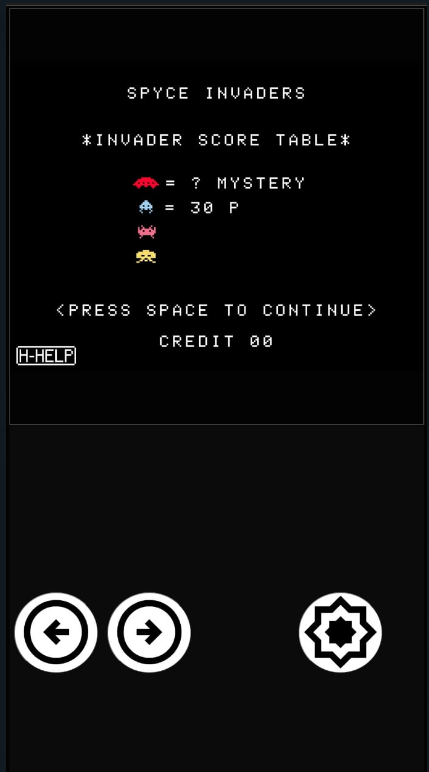 SPYCE INVADERS
*INVADER SCORE TABLE*
= ? MYSTERY
= 30 P
<PRESS SPACE TO CONTINUE>
CREDIT 00
H-HELP